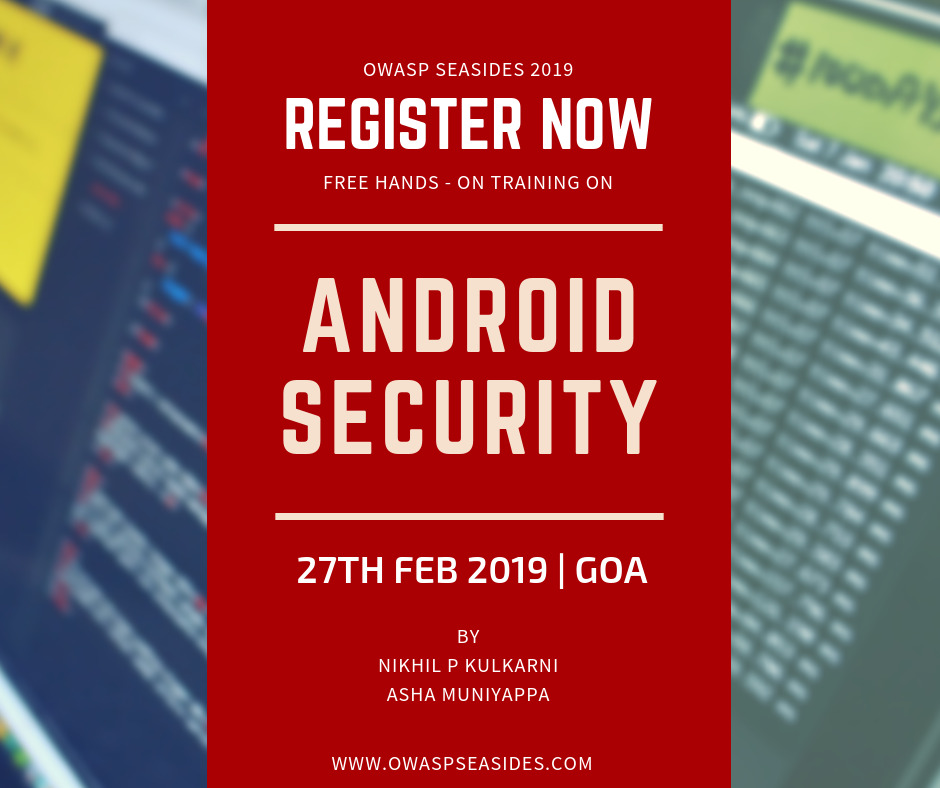 OWASP SEASIDES 2019
REGISTER NOW
FREE HANDS - ON TRAINING ON
ANDROID
SECURITY
27TH FEB 2019 | GOA
BY
NIKHIL P KULKARNI
ASHA MUNIYAPPA
WWW.OWASPSEASIDES.COM